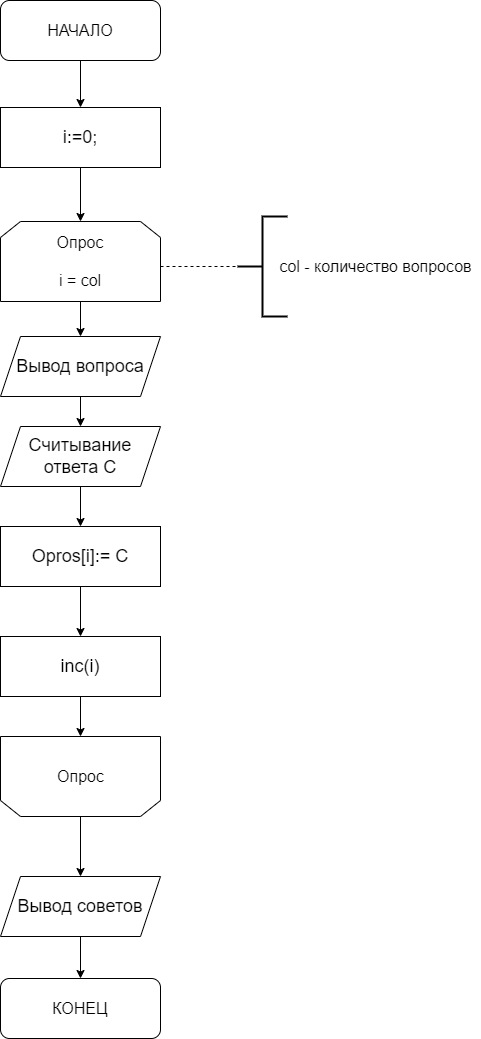 НАЧАЛО
i:=0;
Опрос
i = col
col - количество вопросов
Вывод вопроса
Считывание
ответа С
Opros[i]:= C
inc(i)
Опрос
Вывод советов
КОНЕЦ